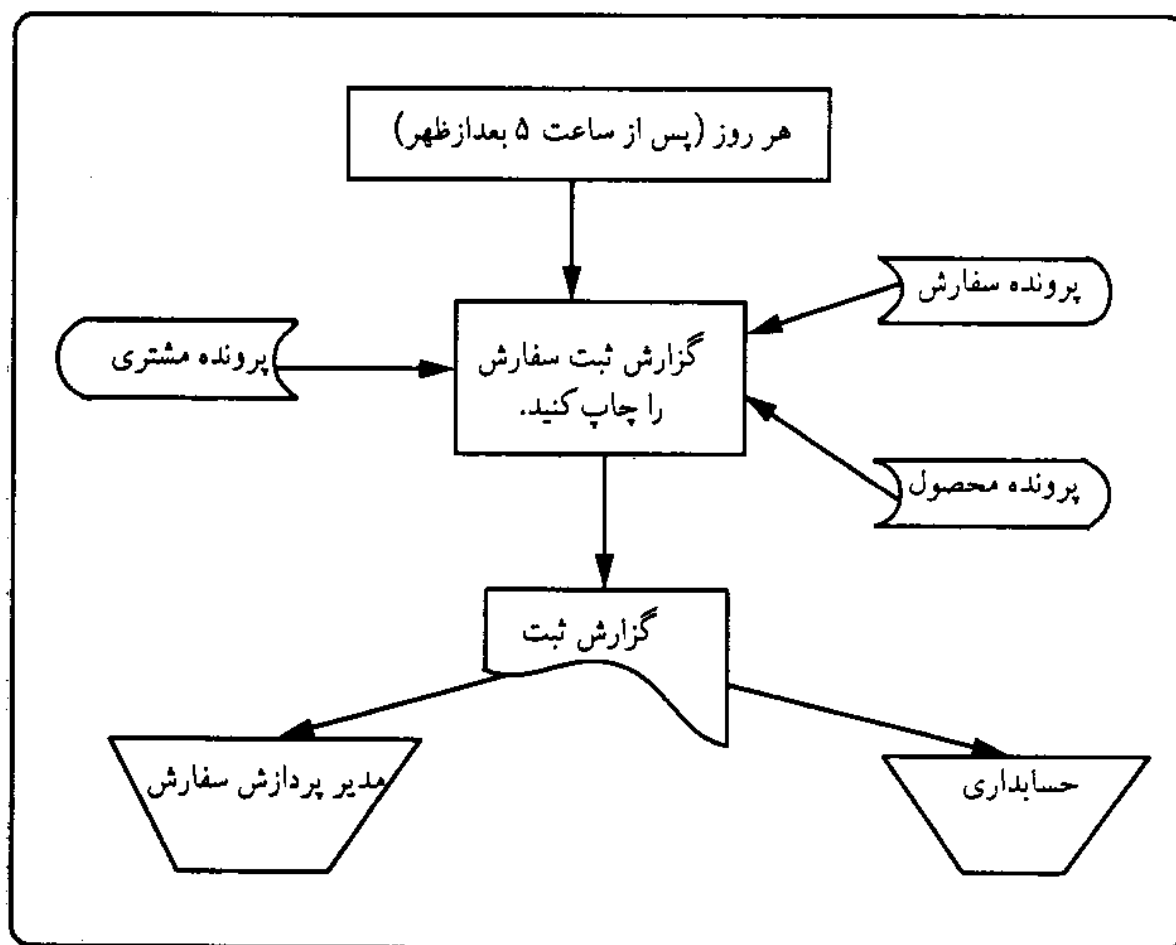 هر روز (پس از ساعت ۵ بعدازظهر)
پرونده سفارش
پرونده مشتری
گزارش ثبت سفارش
را چاپ کنید.
پرونده محصول
گزارش ثبت
مدیر پردازش سفارش
حسابداری